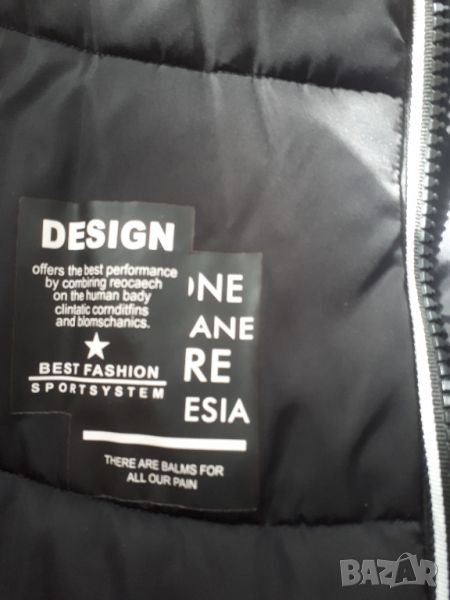 DESIGN
offers the best performance
by combiring reocaech
on the human bady
clintatic cornditfins
and blomschanics.
BEST FASHION
SPORTSYSTEM
ONE
ANE
RE
ESIA
THERE ARE BALMS FOR
ALL OUR PAIN
BAZAR